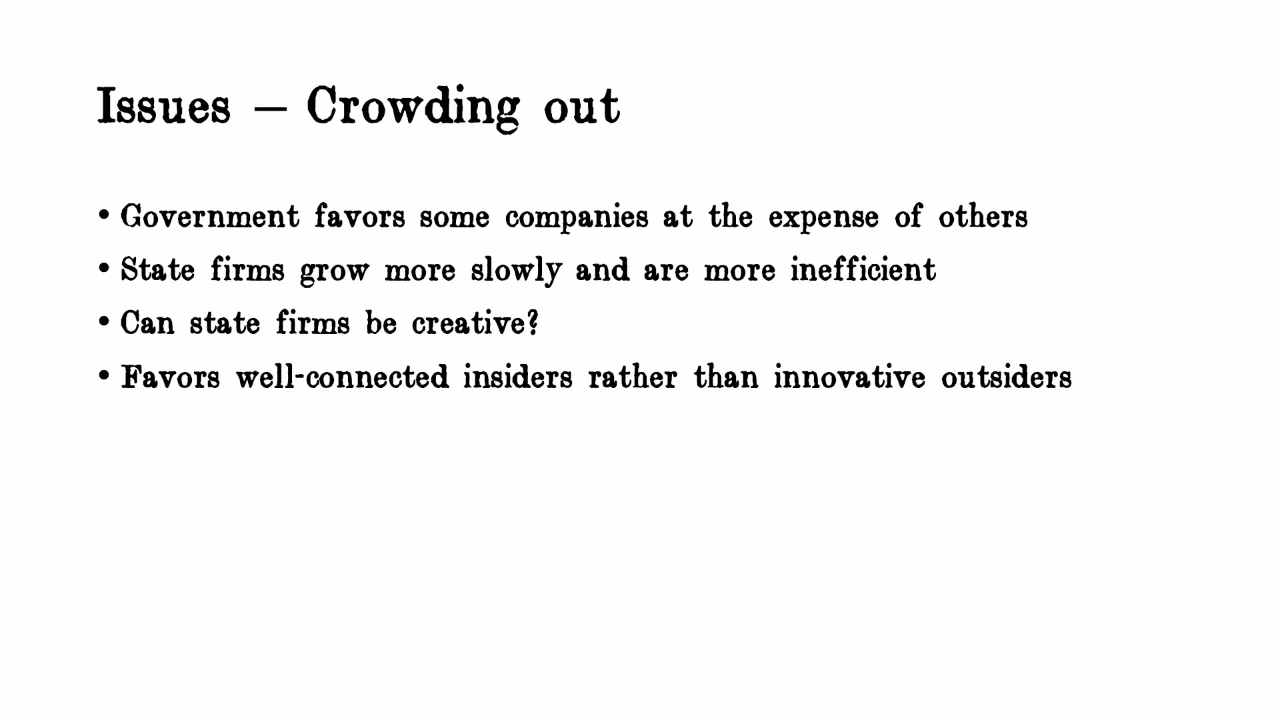 Issues – Crowding out
• Government favors some companies at the expense of others
• State firms grow more slowly and are more inefficient
• Can state firms be creative?
• Favors well-connected insiders rather than innovative outsiders